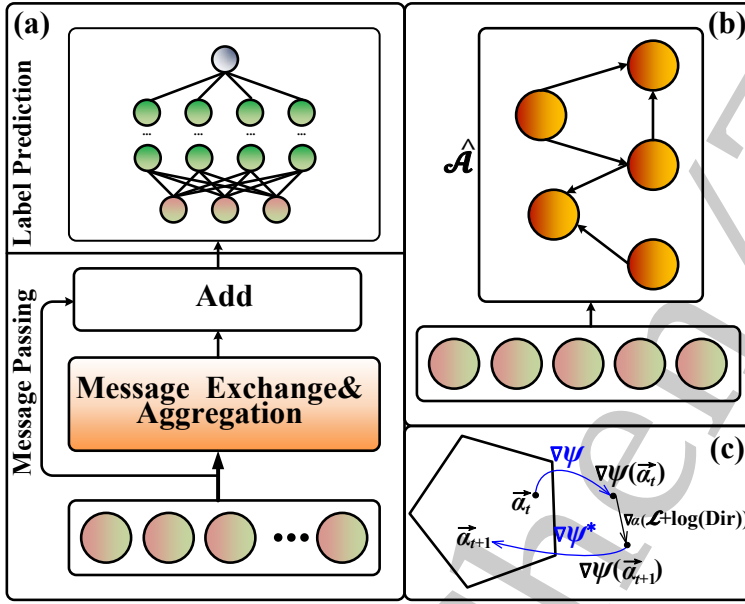 (a)
Label Prediction
...
...
...
...
Message Passing
Add
Message Exchange&
Aggregation
(b)
𝒜̂
(c)
∇ψ
∇ψ(α⃗ₜ)
α⃗ₜ
∇α(ℒ+log(Dir))
∇ψ*
α⃗ₜ₊₁
∇ψ(α⃗ₜ₊₁)